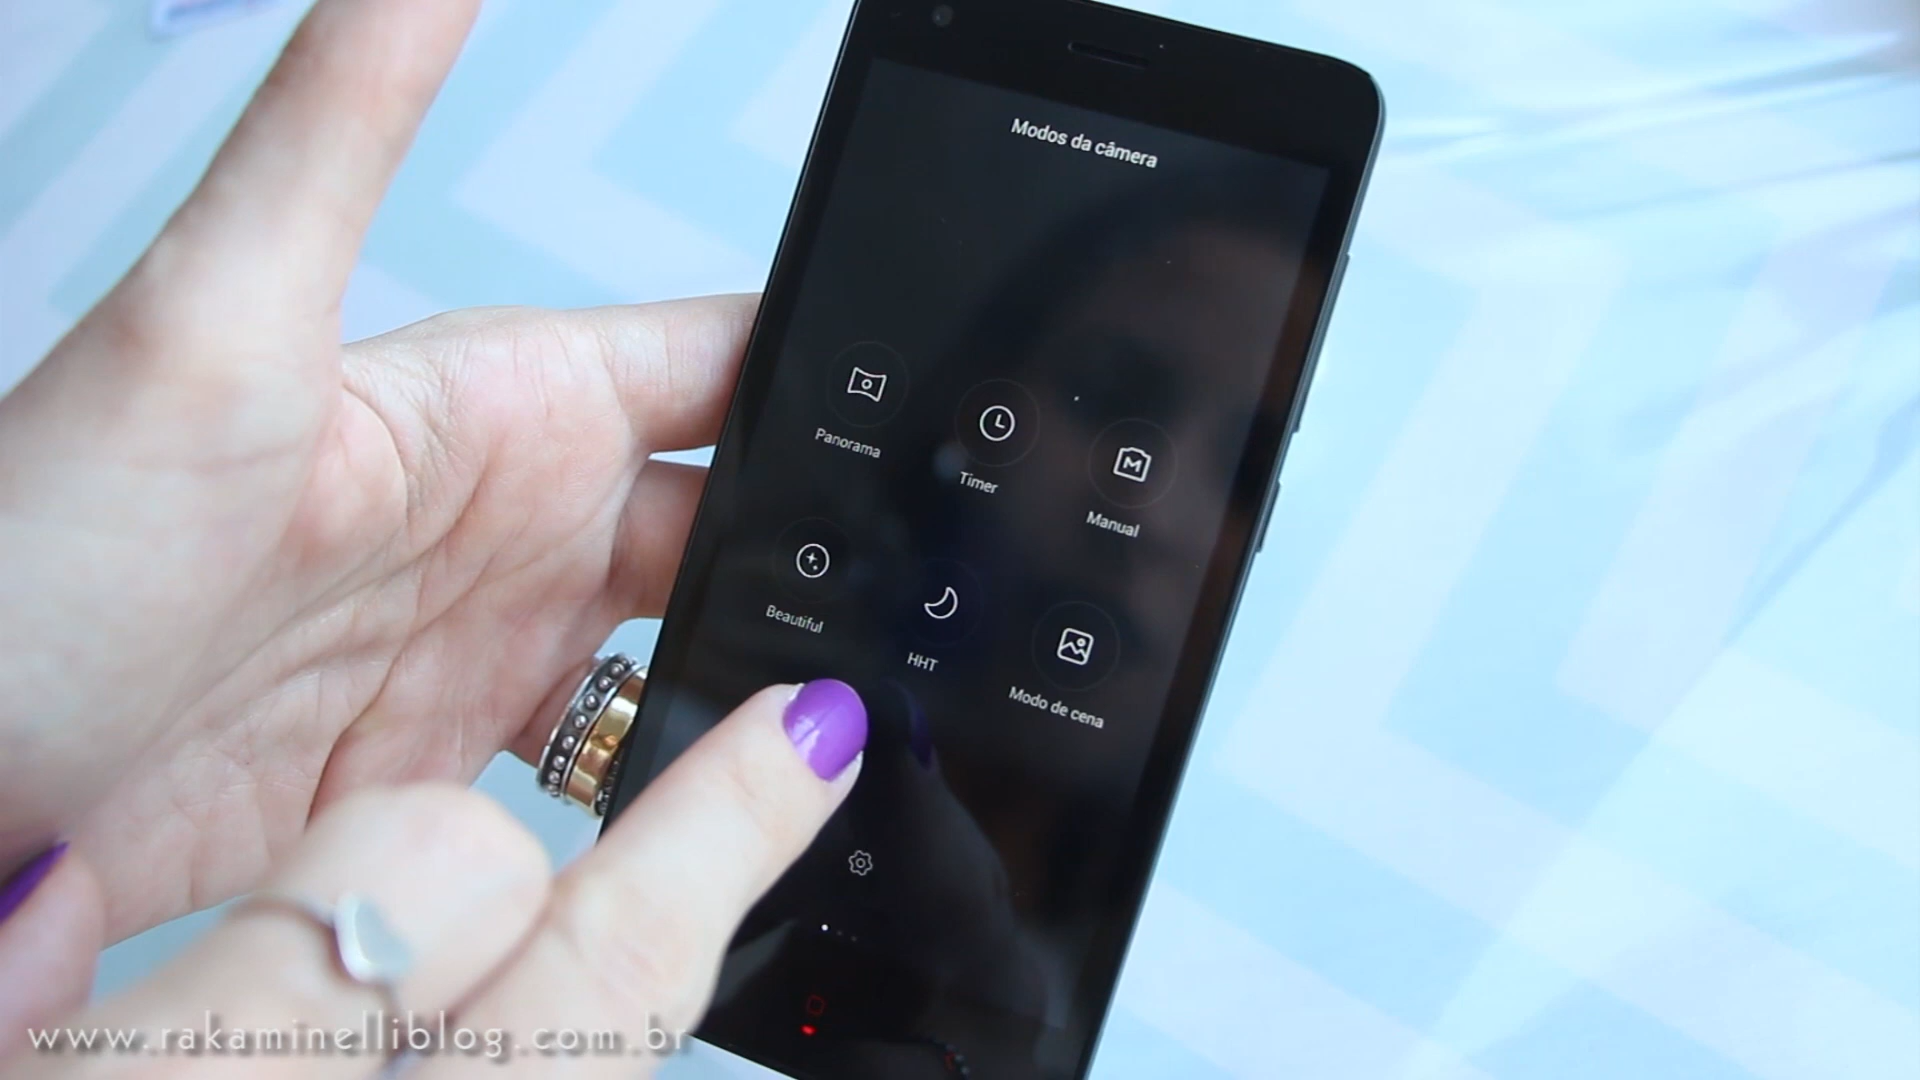 Modos da câmera
Panorama
Timer
Manual
Beautiful
HHT
Modo de cena
www.rakaminelliblog.com.br